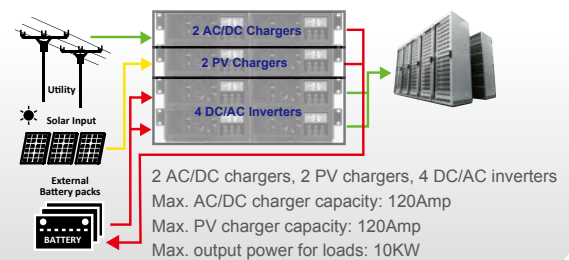 2 AC/DC Chargers
2 PV Chargers
Utility
4 DC/AC Inverters
Solar Input
External
Battery packs
BATTERY
2 AC/DC chargers, 2 PV chargers, 4 DC/AC inverters
Max. AC/DC charger capacity: 120Amp
Max. PV charger capacity: 120Amp
Max. output power for loads: 10KW